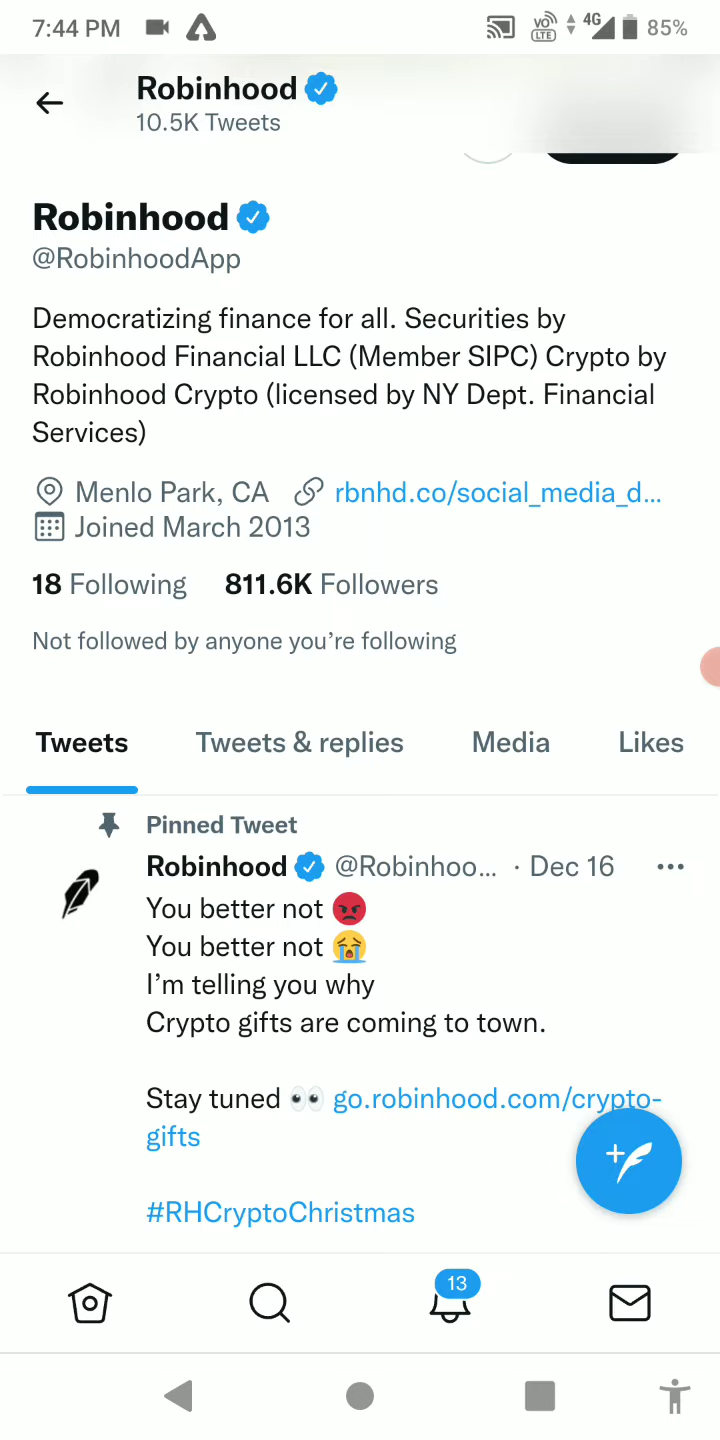 7:44 PM
VO LTE 4G 85%
Robinhood
10.5K Tweets
Robinhood
@RobinhoodApp
Democratizing finance for all. Securities by
Robinhood Financial LLC (Member SIPC) Crypto by
Robinhood Crypto (licensed by NY Dept. Financial
Services)
Menlo Park, CA rbnhd.co/social_media_d...
Joined March 2013
18 Following 811.6K Followers
Not followed by anyone you’re following
Tweets Tweets & replies Media Likes
Pinned Tweet
Robinhood @Robinhoo... · Dec 16
You better not 😡
You better not 😭
I’m telling you why
Crypto gifts are coming to town.
Stay tuned 👀 go.robinhood.com/crypto-
gifts
#RHCryptoChristmas
13